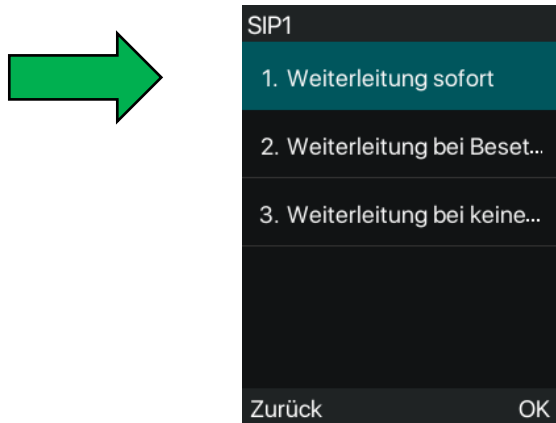 SIP1
1. Weiterleitung sofort
2. Weiterleitung bei Beset...
3. Weiterleitung bei keine...
Zurück OK